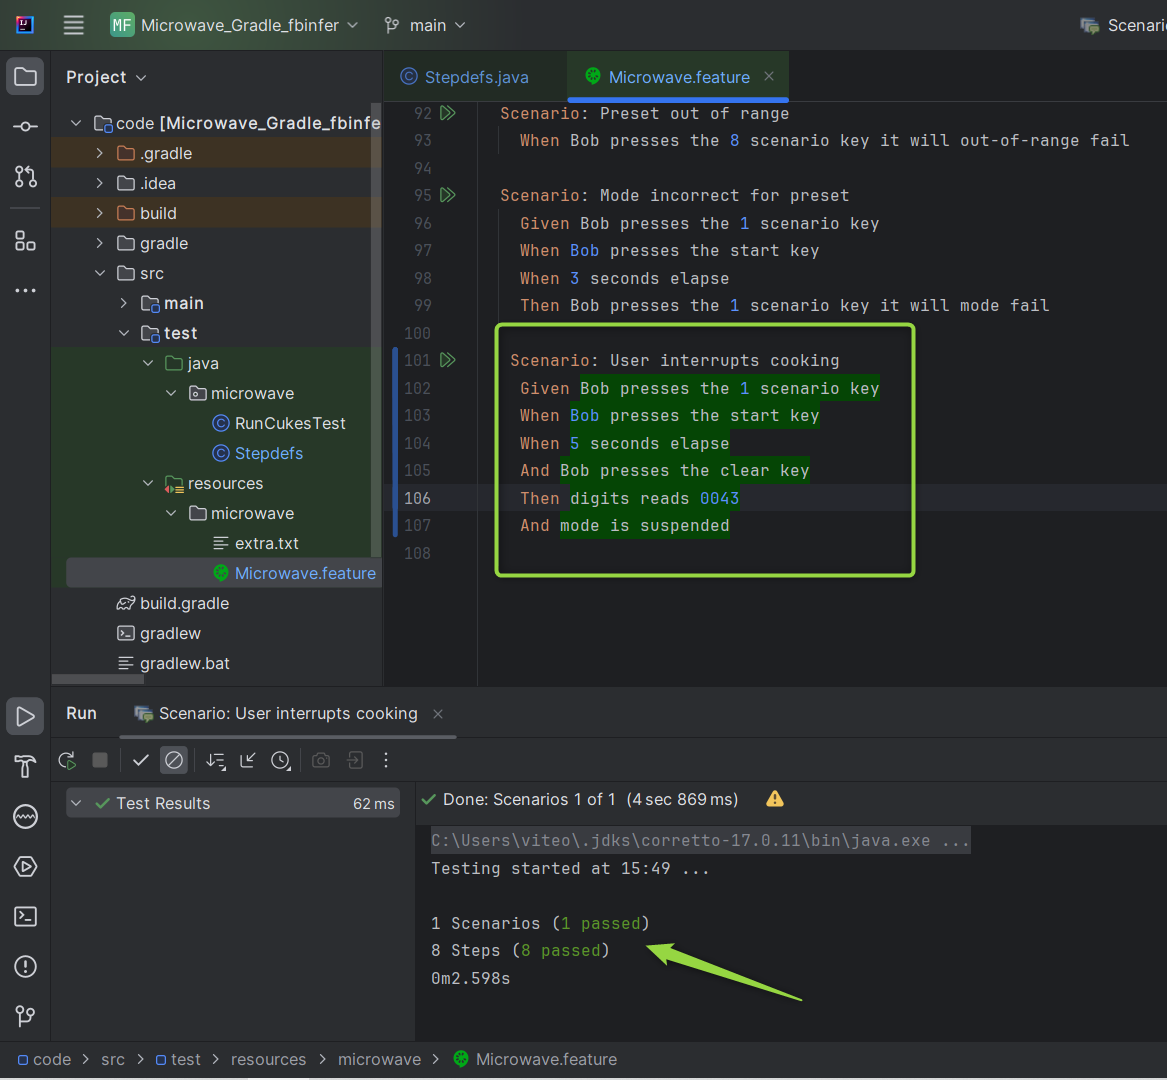 MF Microwave_Gradle_fbinfer main Scenari
Project
Stepdefs.java Microwave.feature
code [Microwave_Gradle_fbinfe
.gradle
.idea
build
gradle
src
main
test
java
microwave
RunCukesTest
Stepdefs
resources
microwave
extra.txt
Microwave.feature
build.gradle
gradlew
gradlew.bat
92 Scenario: Preset out of range
93 When Bob presses the 8 scenario key it will out-of-range fail
94
95 Scenario: Mode incorrect for preset
96 Given Bob presses the 1 scenario key
97 When Bob presses the start key
98 When 3 seconds elapse
99 Then Bob presses the 1 scenario key it will mode fail
100
101 Scenario: User interrupts cooking
102 Given Bob presses the 1 scenario key
103 When Bob presses the start key
104 When 5 seconds elapse
105 And Bob presses the clear key
106 Then digits reads 0043
107 And mode is suspended
108
Run Scenario: User interrupts cooking
Test Results 62 ms
Done: Scenarios 1 of 1 (4 sec 869 ms)
C:\Users\viteo\.jdks\corretto-17.0.11\bin\java.exe ...
Testing started at 15:49 ...
1 Scenarios (1 passed)
8 Steps (8 passed)
0m2.598s
code > src > test > resources > microwave > Microwave.feature